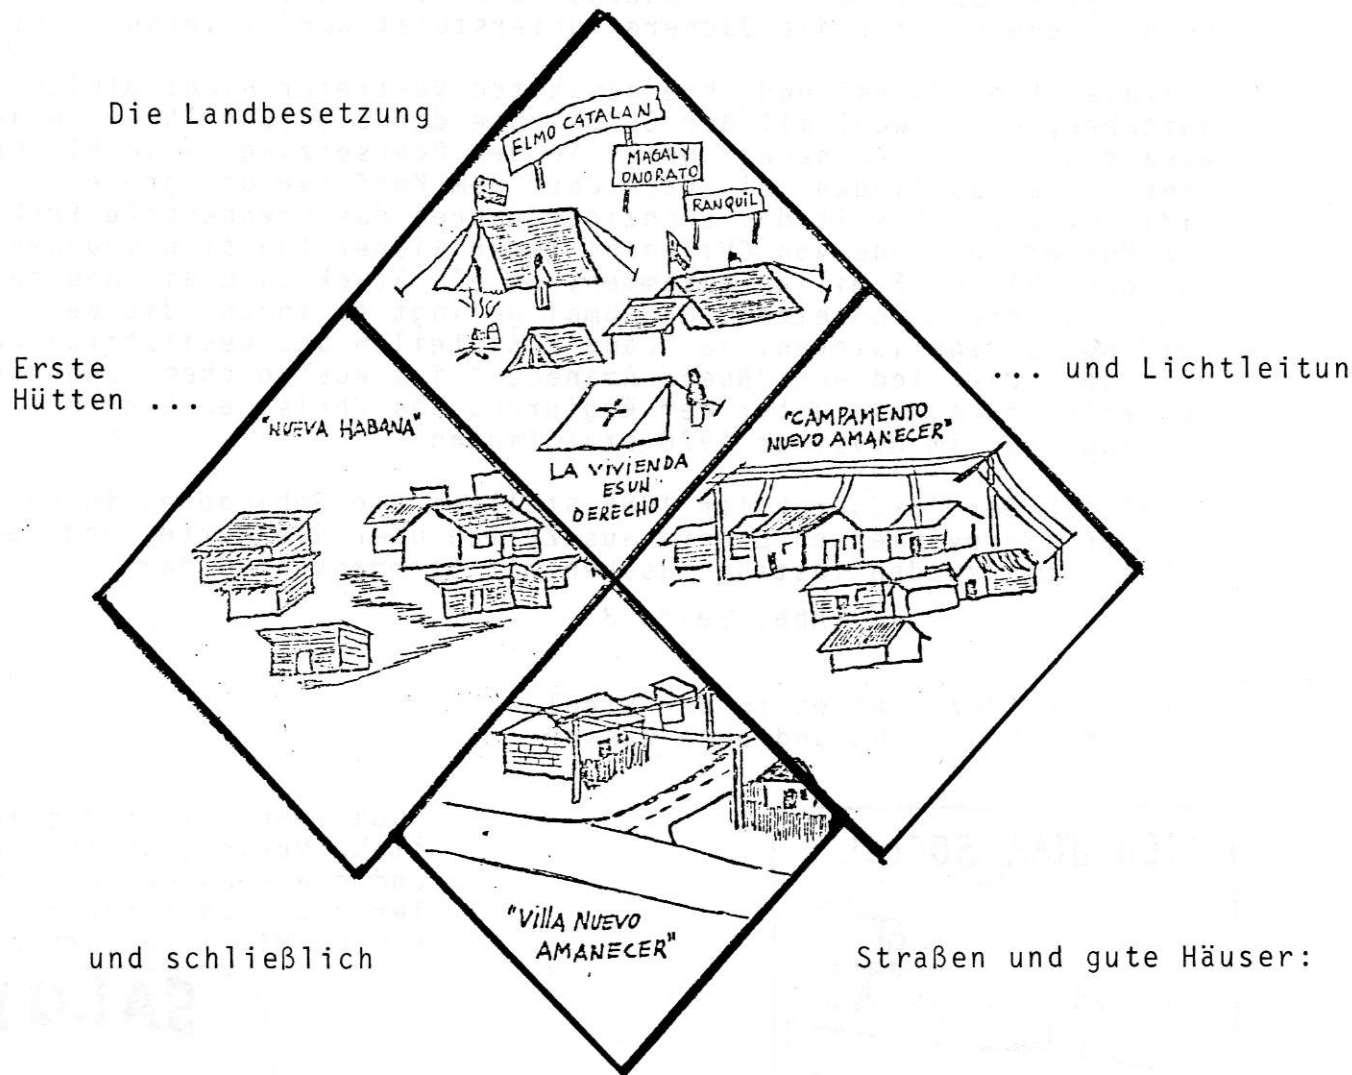 Die Landbesetzung
ELMO CATALAN
MAGALY
ONORATO
RANQUIL
Erste
Hütten ...
... und Lichtleitun
"NUEVA HABANA"
"CAMPAMENTO
NUEVO AMANECER"
LA VIVIENDA
ES UN
DERECHO
"VillA NUEVO
AMANECER"
und schließlich
Straßen und gute Häuser: